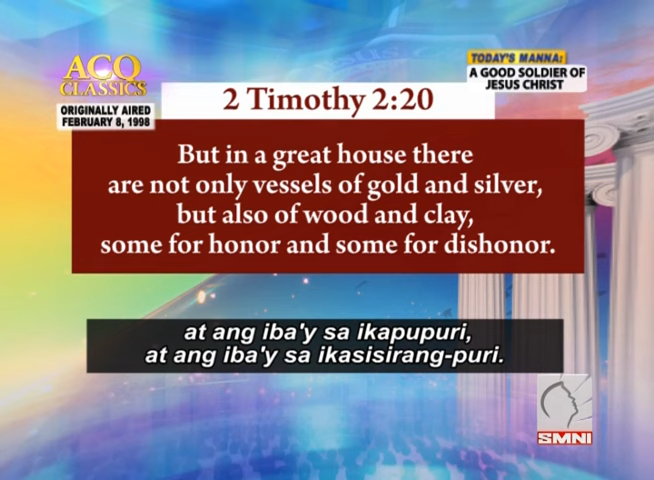 ACQ
CLASSICS
ORIGINALLY AIRED
FEBRUARY 8, 1998
TODAY'S MANNA:
A GOOD SOLDIER OF
JESUS CHRIST
2 Timothy 2:20
But in a great house there
are not only vessels of gold and silver,
but also of wood and clay,
some for honor and some for dishonor.
at ang iba'y sa ikapupuri,
at ang iba'y sa ikasisirang-puri.
SMNI